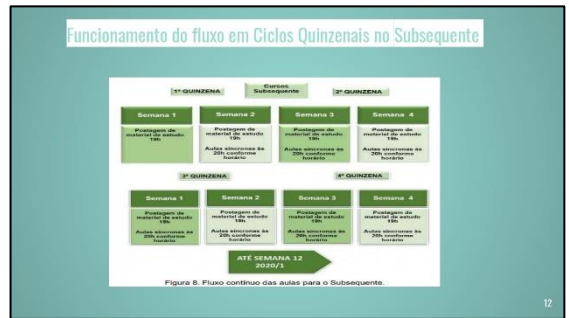 Funcionamento do fluxo em Ciclos Quinzenais no Subsequente
1ª QUINZENA
Cursos
Subsequente
2ª QUINZENA
Semana 1
Semana 2
Semana 3
Semana 4
Postagem de
material de estudo
19h
Postagem de
material de estudo
19h
Aulas síncronas às
20h conforme
horário
Postagem de
material de estudo
19h
Aulas síncronas às
20h conforme
horário
Postagem de
material de estudo
19h
Aulas síncronas às
20h conforme
horário
3ª QUINZENA
4ª QUINZENA
Semana 1
Semana 2
Semana 3
Semana 4
Postagem de
material de estudo
19h
Aulas síncronas às
20h conforme
horário
Postagem de
material de estudo
19h
Aulas síncronas às
20h conforme
horário
Postagem de
material de estudo
19h
Aulas síncronas às
20h conforme
horário
Postagem de
material de estudo
19h
Aulas síncronas às
20h conforme
horário
ATÉ SEMANA 12
2020/1
Figura 8. Fluxo contínuo das aulas para o Subsequente.
12